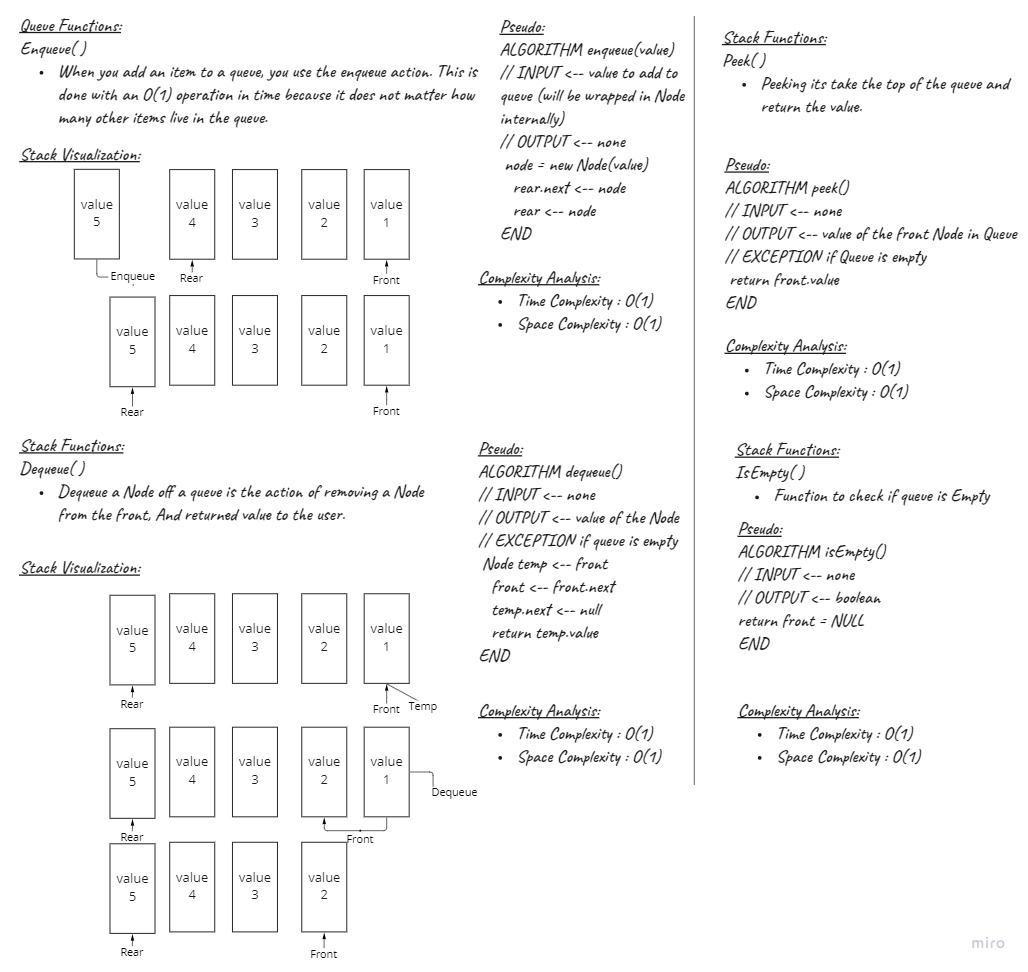 Queue Functions:
Enqueue( )
• When you add an item to a queue, you use the enqueue action. This is
done with an O(1) operation in time because it does not matter how
many other items live in the queue.
Stack Visualization:
value
5
value
4
value
3
value
2
value
1
Enqueue
Rear
Front
value
5
value
4
value
3
value
2
value
1
Rear
Front
Pseudo:
ALGORITHM enqueue(value)
// INPUT <-- value to add to
queue (will be wrapped in Node
internally)
// OUTPUT <-- none
node = new Node(value)
rear.next <-- node
rear <-- node
END
Complexity Analysis:
• Time Complexity : O(1)
• Space Complexity : O(1)
Stack Functions:
Dequeue( )
• Dequeue a Node off a queue is the action of removing a Node
from the front, And returned value to the user.
Stack Visualization:
value
5
value
4
value
3
value
2
value
1
Rear
Front
Temp
value
5
value
4
value
3
value
2
value
1
Dequeue
Rear
Front
value
5
value
4
value
3
value
2
Rear
Front
Pseudo:
ALGORITHM dequeue()
// INPUT <-- none
// OUTPUT <-- value of the Node
// EXCEPTION if queue is empty
Node temp <-- front
front <-- front.next
temp.next <-- null
return temp.value
END
Complexity Analysis:
• Time Complexity : O(1)
• Space Complexity : O(1)
Stack Functions:
Peek( )
• Peeking its take the top of the queue and
return the value.
Pseudo:
ALGORITHM peek()
// INPUT <-- none
// OUTPUT <-- value of the front Node in Queue
// EXCEPTION if Queue is empty
return front.value
END
Complexity Analysis:
• Time Complexity : O(1)
• Space Complexity : O(1)
Stack Functions:
IsEmpty( )
• Function to check if queue is Empty
Pseudo:
ALGORITHM isEmpty()
// INPUT <-- none
// OUTPUT <-- boolean
return front = NULL
END
Complexity Analysis:
• Time Complexity : O(1)
• Space Complexity : O(1)
miro